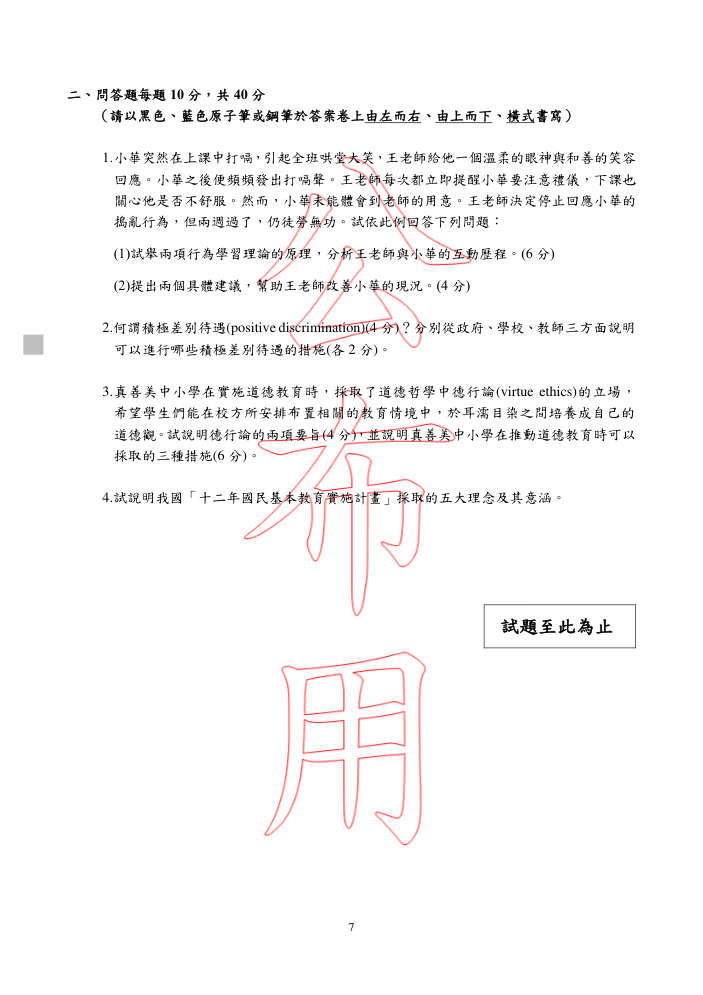 二、問答題每題 10 分，共 40 分
（請以黑色、藍色原子筆或鋼筆於答案卷上由左而右、由上而下、橫式書寫）
1.小華突然在上課中打嗝，引起全班哄堂大笑，王老師給他一個溫柔的眼神與和善的笑容
回應。小華之後便頻頻發出打嗝聲。王老師每次都立即提醒小華要注意禮儀，下課也
關心他是否不舒服。然而，小華未能體會到老師的用意。王老師決定停止回應小華的
搗亂行為，但兩週過了，仍徒勞無功。試依此例回答下列問題：
(1)試舉兩項行為學習理論的原理，分析王老師與小華的互動歷程。(6 分)
(2)提出兩個具體建議，幫助王老師改善小華的現況。(4 分)
2.何謂積極差別待遇(positive discrimination)(4 分)？分別從政府、學校、教師三方面說明
可以進行哪些積極差別待遇的措施(各 2 分)。
3.真善美中小學在實施道德教育時，採取了道德哲學中德行論(virtue ethics)的立場，
希望學生們能在校方所安排布置相關的教育情境中，於耳濡目染之間培養成自己的
道德觀。試說明德行論的兩項要旨(4 分)，並說明真善美中小學在推動道德教育時可以
採取的三種措施(6 分)。
4.試說明我國「十二年國民基本教育實施計畫」採取的五大理念及其意涵。
試題至此為止
公
布
用
7